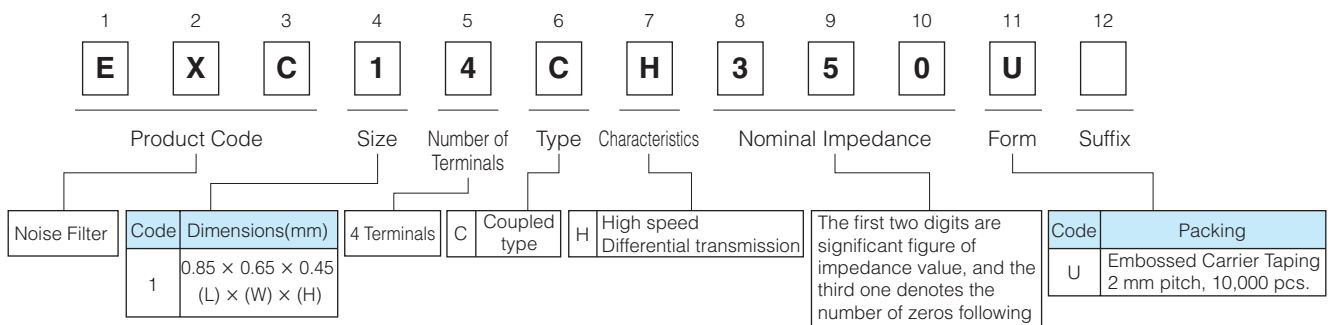 1 2 3 4 5 6 7 8 9 10 11 12
E X C 1 4 C H 3 5 0 U
Product Code Size Number of Terminals Type Characteristics Nominal Impedance Form Suffix
Noise Filter
Code Dimensions(mm)
1 0.85 × 0.65 × 0.45
(L) × (W) × (H)
4 Terminals
C Coupled
type
H High speed
Differential transmission
The first two digits are
significant figure of
impedance value, and the
third one denotes the
number of zeros following
Code Packing
U Embossed Carrier Taping
2 mm pitch, 10,000 pcs.